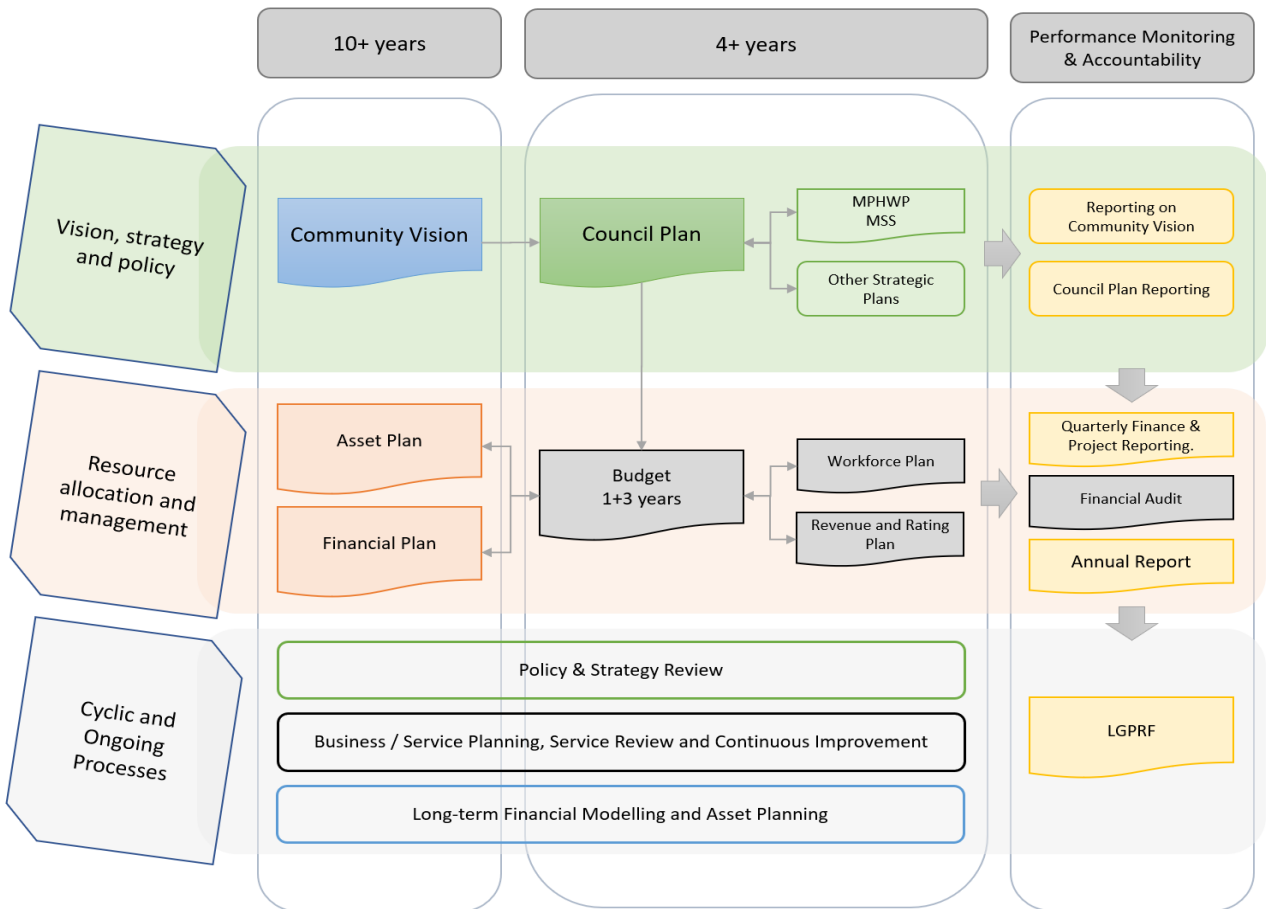 10+ years
4+ years
Performance Monitoring
& Accountability
Vision, strategy
and policy
Community Vision
Council Plan
MPHWP
MSS
Other Strategic
Plans
Reporting on
Community Vision
Council Plan Reporting
Resource
allocation and
management
Asset Plan
Financial Plan
Budget
1+3 years
Workforce Plan
Revenue and Rating
Plan
Quarterly Finance &
Project Reporting.
Financial Audit
Annual Report
Cyclic and
Ongoing
Processes
Policy & Strategy Review
Business / Service Planning, Service Review and Continuous Improvement
Long-term Financial Modelling and Asset Planning
LGPRF